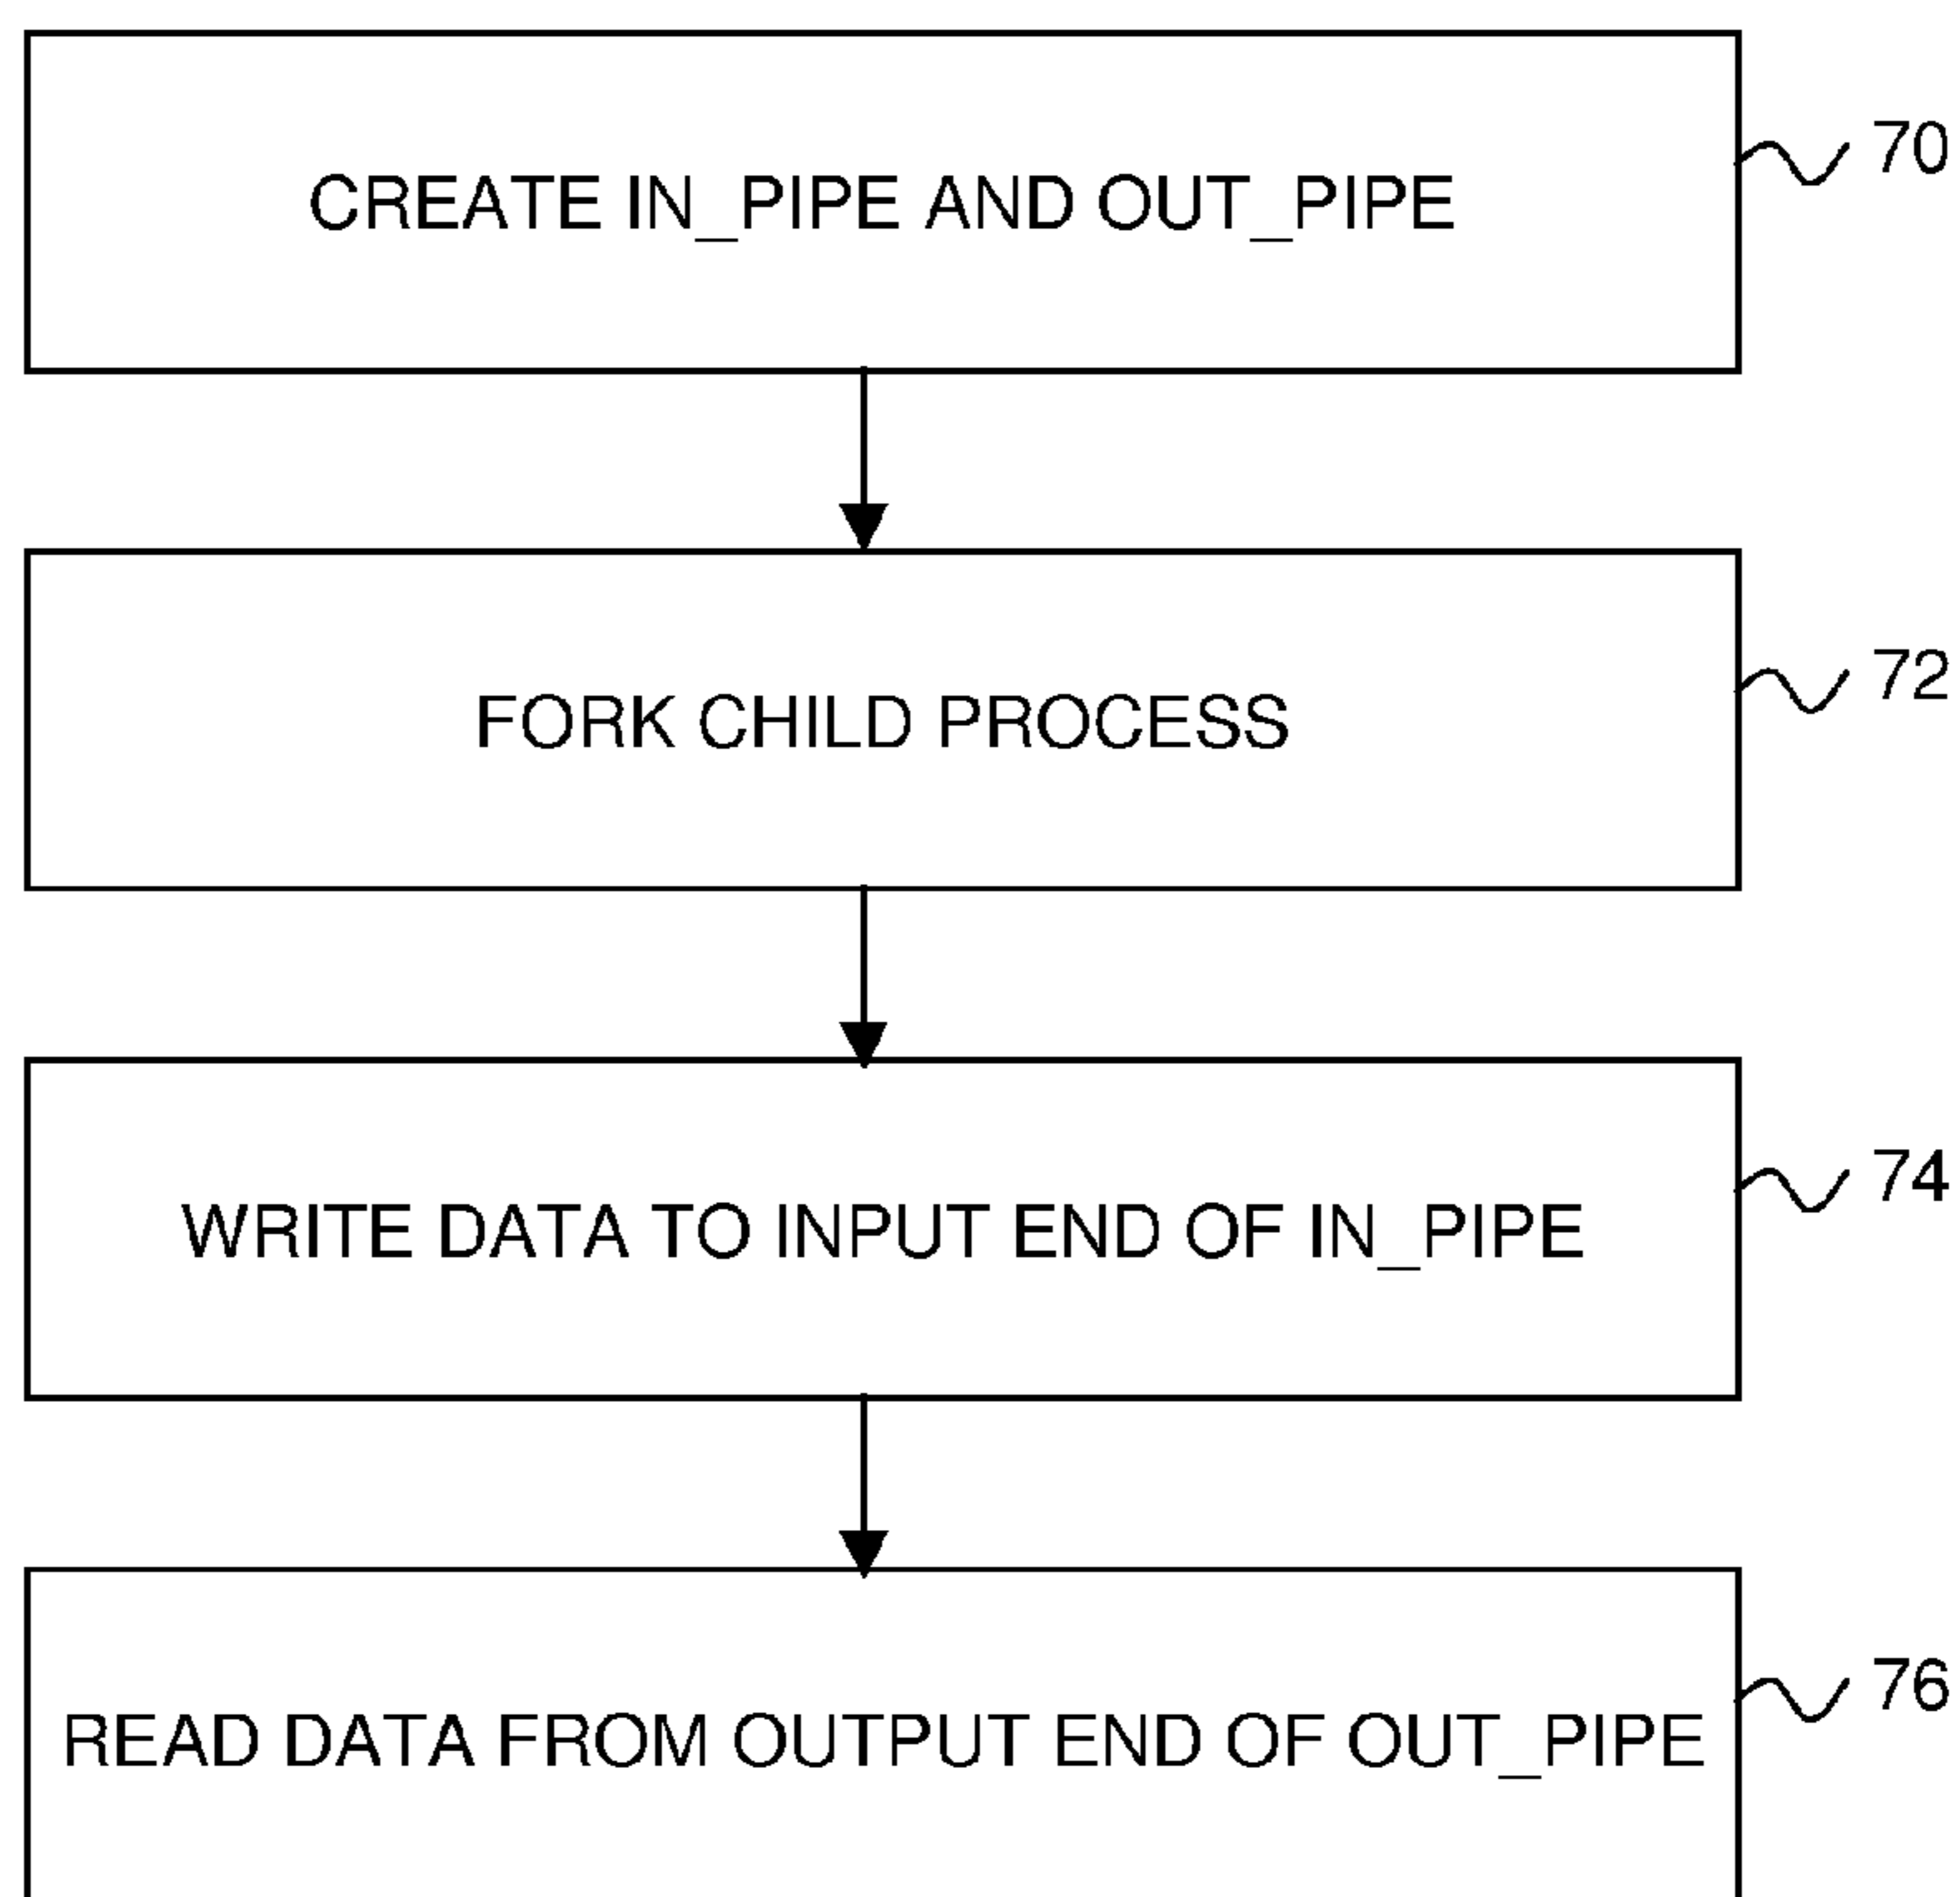 CREATE IN_PIPE AND OUT_PIPE
70
FORK CHILD PROCESS
72
WRITE DATA TO INPUT END OF IN_PIPE
74
READ DATA FROM OUTPUT END OF OUT_PIPE
76